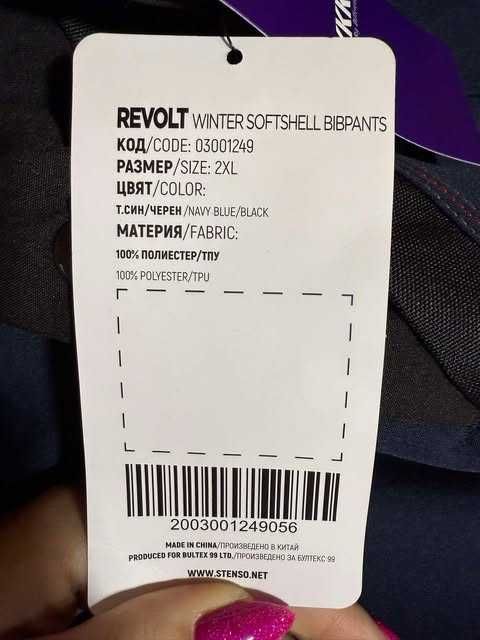 REVOLT WINTER SOFTSHELL BIBPANTS
КОД/CODE: 03001249
РАЗМЕР/SIZE: 2XL
ЦВЯТ/COLOR:
Т.СИН/ЧЕРЕН /NAVY BLUE/BLACK
МАТЕРИЯ/FABRIC:
100% ПОЛИЕСТЕР/ТПУ
100% POLYESTER/TPU
2003001249056
MADE IN CHINA/ПРОИЗВЕДЕНО В КИТАЙ
PRODUCED FOR BULTEX 99 LTD./ПРОИЗВЕДЕНО ЗА БУЛТЕКС 99
WWW.STENSO.NET